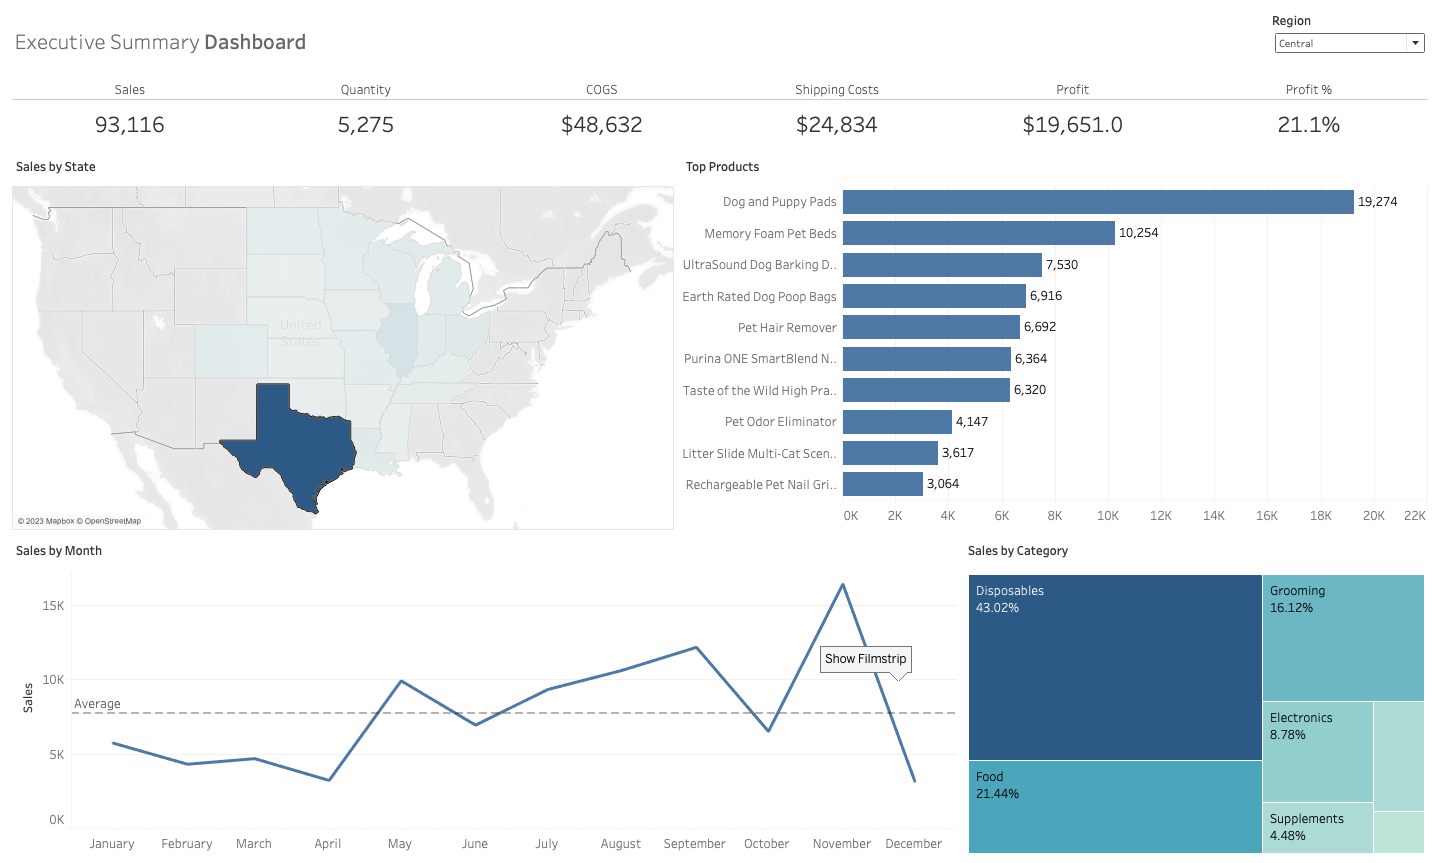 Region
Executive Summary Dashboard
Central
Sales Quantity COGS Shipping Costs Profit Profit %
93,116 5,275 $48,632 $24,834 $19,651.0 21.1%
Sales by State
United
States
© 2023 Mapbox © OpenStreetMap
Top Products
Dog and Puppy Pads 19,274
Memory Foam Pet Beds 10,254
UltraSound Dog Barking D.. 7,530
Earth Rated Dog Poop Bags 6,916
Pet Hair Remover 6,692
Purina ONE SmartBlend N.. 6,364
Taste of the Wild High Pra.. 6,320
Pet Odor Eliminator 4,147
Litter Slide Multi-Cat Scen.. 3,617
Rechargeable Pet Nail Gri.. 3,064
0K 2K 4K 6K 8K 10K 12K 14K 16K 18K 20K 22K
Sales by Month
15K
10K
5K
0K
Sales
Average
Show Filmstrip
January February March April May June July August September October November December
Sales by Category
Disposables
43.02%
Food
21.44%
Grooming
16.12%
Electronics
8.78%
Supplements
4.48%